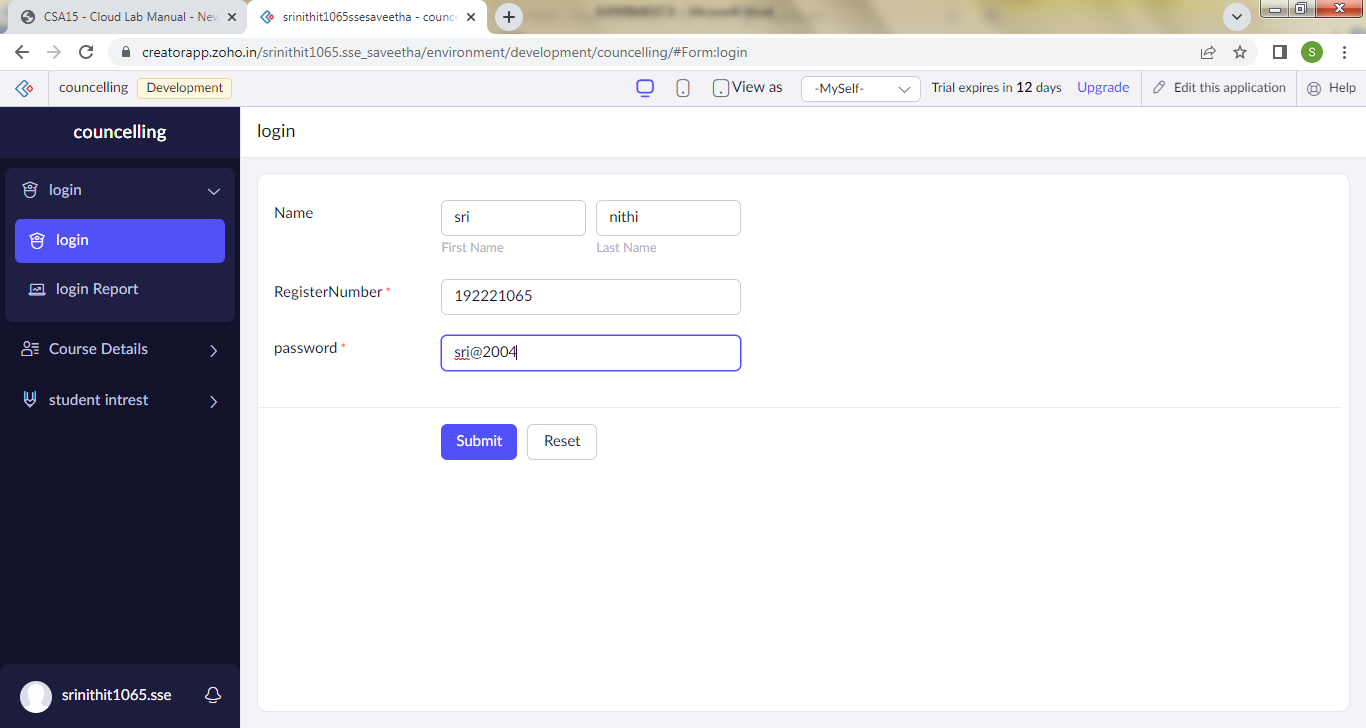 CSA15 - Cloud Lab Manual - New
srinithit1065ssesaveetha - counc
creatorapp.zoho.in/srinithit1065.sse_saveetha/environment/development/councelling/#Form:login
S
councelling
Development
View as
-MySelf-
Trial expires in 12 days
Upgrade
Edit this application
Help
councelling
login
login
login
login Report
Course Details
student intrest
srinithit1065.sse
Name
sri
nithi
First Name
Last Name
RegisterNumber *
192221065
password *
sri@2004
Submit
Reset